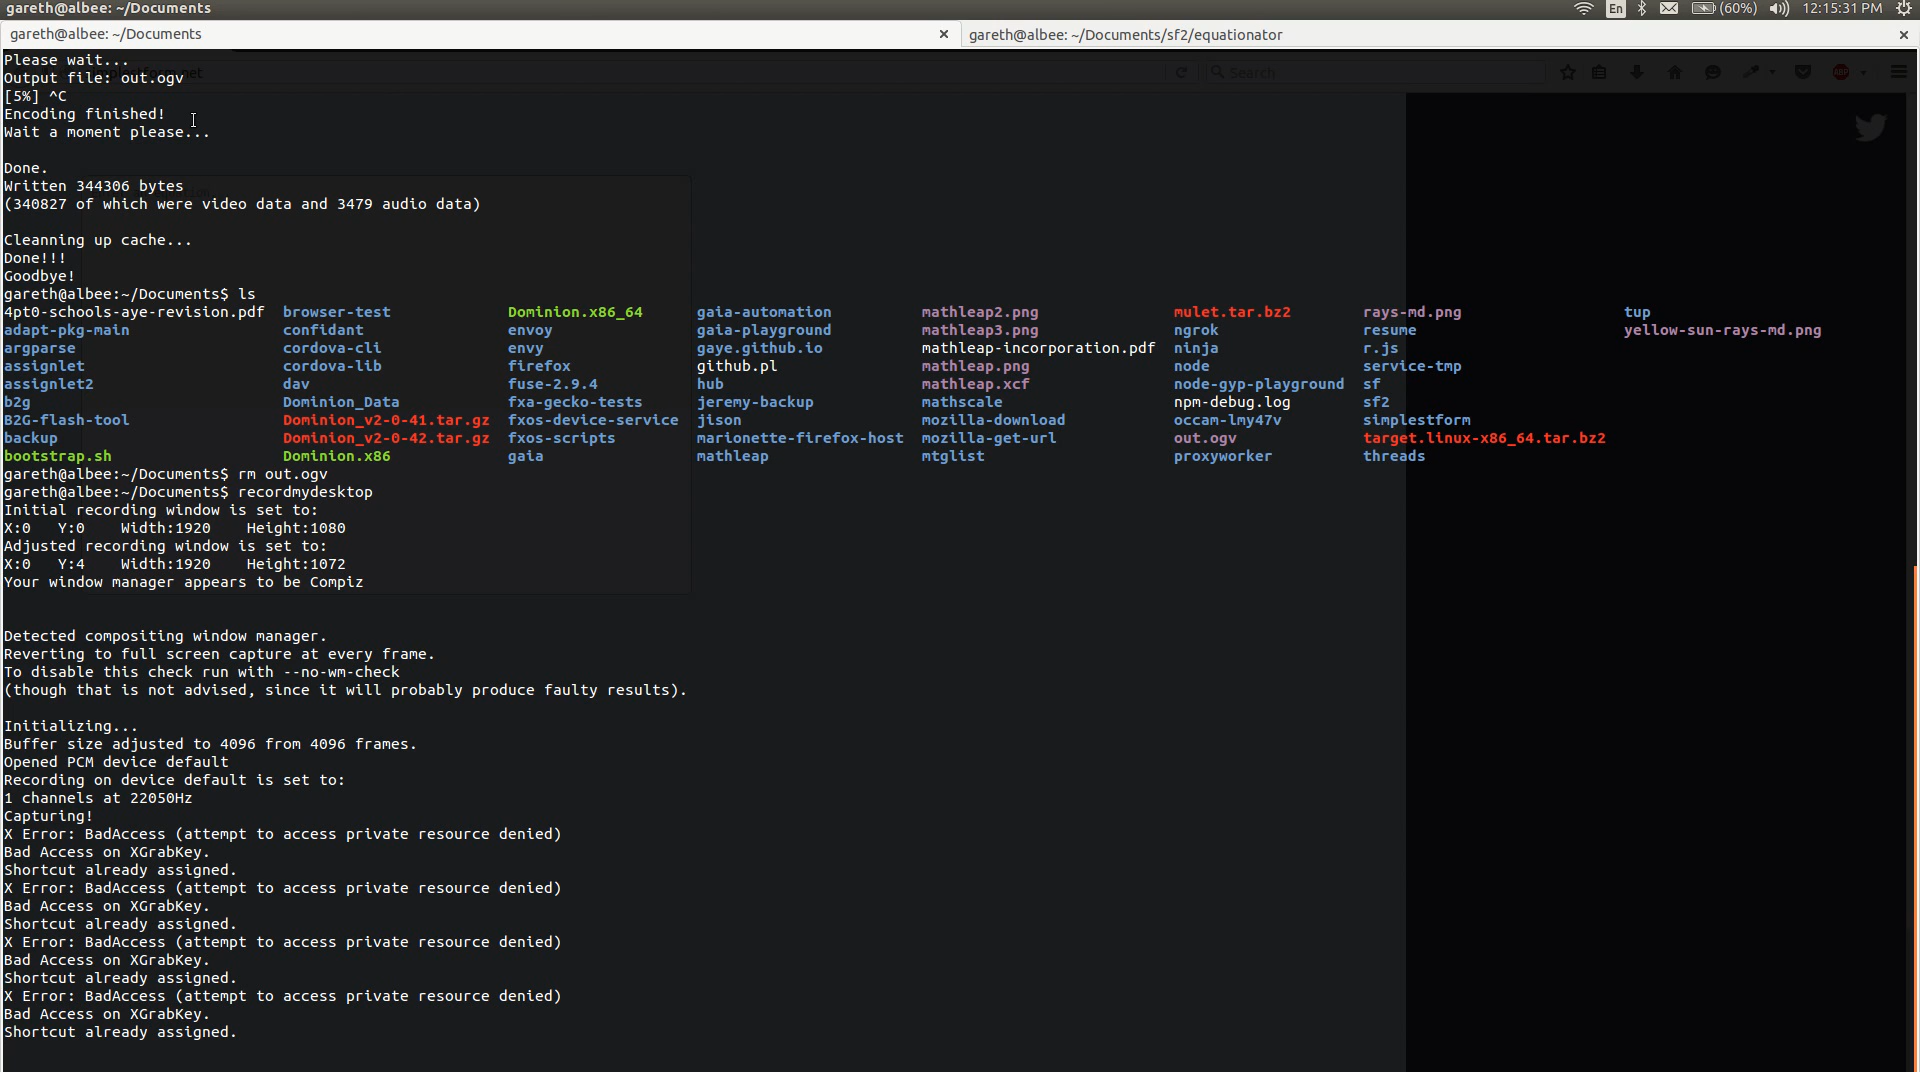 gareth@albee: ~/Documents
En (60%) 12:15:31 PM
gareth@albee: ~/Documents × gareth@albee: ~/Documents/sf2/equationator ×
Please wait...
Output file: out.ogv
Search
[5%] ^C
Encoding finished!
Wait a moment please...
Done.
Written 344306 bytes
(340827 of which were video data and 3479 audio data)
Cleanning up cache...
Done!!!
Goodbye!
gareth@albee:~/Documents$ ls
4pt0-schools-aye-revision.pdf browser-test Dominion.x86_64 gaia-automation mathleap2.png mulet.tar.bz2 rays-md.png tup
adapt-pkg-main confidant envoy gaia-playground mathleap3.png ngrok resume yellow-sun-rays-md.png
argparse cordova-cli envy gaye.github.io mathleap-incorporation.pdf ninja r.js
assignlet cordova-lib firefox github.pl mathleap.png node service-tmp
assignlet2 dav fuse-2.9.4 hub mathleap.xcf node-gyp-playground sf
b2g Dominion_Data fxa-gecko-tests jeremy-backup mathscale npm-debug.log sf2
B2G-flash-tool Dominion_v2-0-41.tar.gz fxos-device-service jison mozilla-download occam-lmy47v simplestform
backup Dominion_v2-0-42.tar.gz fxos-scripts marionette-firefox-host mozilla-get-url out.ogv target.linux-x86_64.tar.bz2
bootstrap.sh Dominion.x86 gaia mathleap mtglist proxyworker threads
gareth@albee:~/Documents$ rm out.ogv
gareth@albee:~/Documents$ recordmydesktop
Initial recording window is set to:
X:0 Y:0 Width:1920 Height:1080
Adjusted recording window is set to:
X:0 Y:4 Width:1920 Height:1072
Your window manager appears to be Compiz
Detected compositing window manager.
Reverting to full screen capture at every frame.
To disable this check run with --no-wm-check
(though that is not advised, since it will probably produce faulty results).
Initializing...
Buffer size adjusted to 4096 from 4096 frames.
Opened PCM device default
Recording on device default is set to:
1 channels at 22050Hz
Capturing!
X Error: BadAccess (attempt to access private resource denied)
Bad Access on XGrabKey.
Shortcut already assigned.
X Error: BadAccess (attempt to access private resource denied)
Bad Access on XGrabKey.
Shortcut already assigned.
X Error: BadAccess (attempt to access private resource denied)
Bad Access on XGrabKey.
Shortcut already assigned.
X Error: BadAccess (attempt to access private resource denied)
Bad Access on XGrabKey.
Shortcut already assigned.